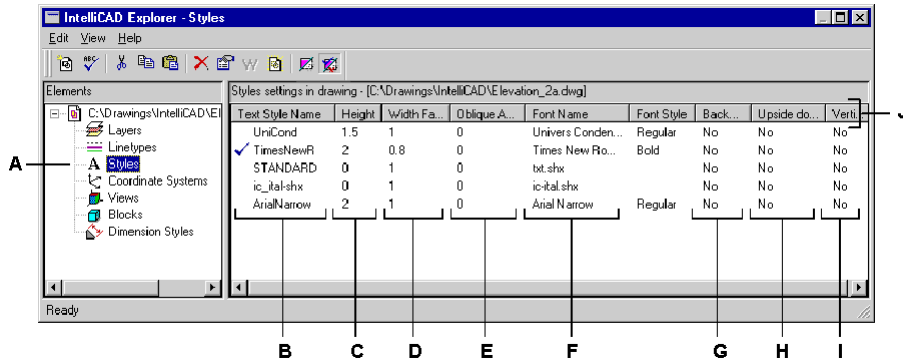 IntelliCAD Explorer - Styles
Edit View Help
Elements
Styles settings in drawing - [C:\Drawings\IntelliCAD\Elevation_2a.dwg]
C:\Drawings\IntelliCAD\El
Layers
Linetypes
Styles
Coordinate Systems
Views
Blocks
Dimension Styles
Text Style Name Height Width Fa... Oblique A... Font Name Font Style Back... Upside do... Verti.
UniCond 1.5 1 0 Univers Conden... Regular No No No
TimesNewR 2 0.8 0 Times New Ro... Bold No No No
STANDARD 0 1 0 txt.shx No No No
ic_ital-shx 0 1 0 ic-ital.shx No No No
ArialNarrow 2 1 0 Arial Narrow Regular No No No
Ready
A
J
B C D E F G H I